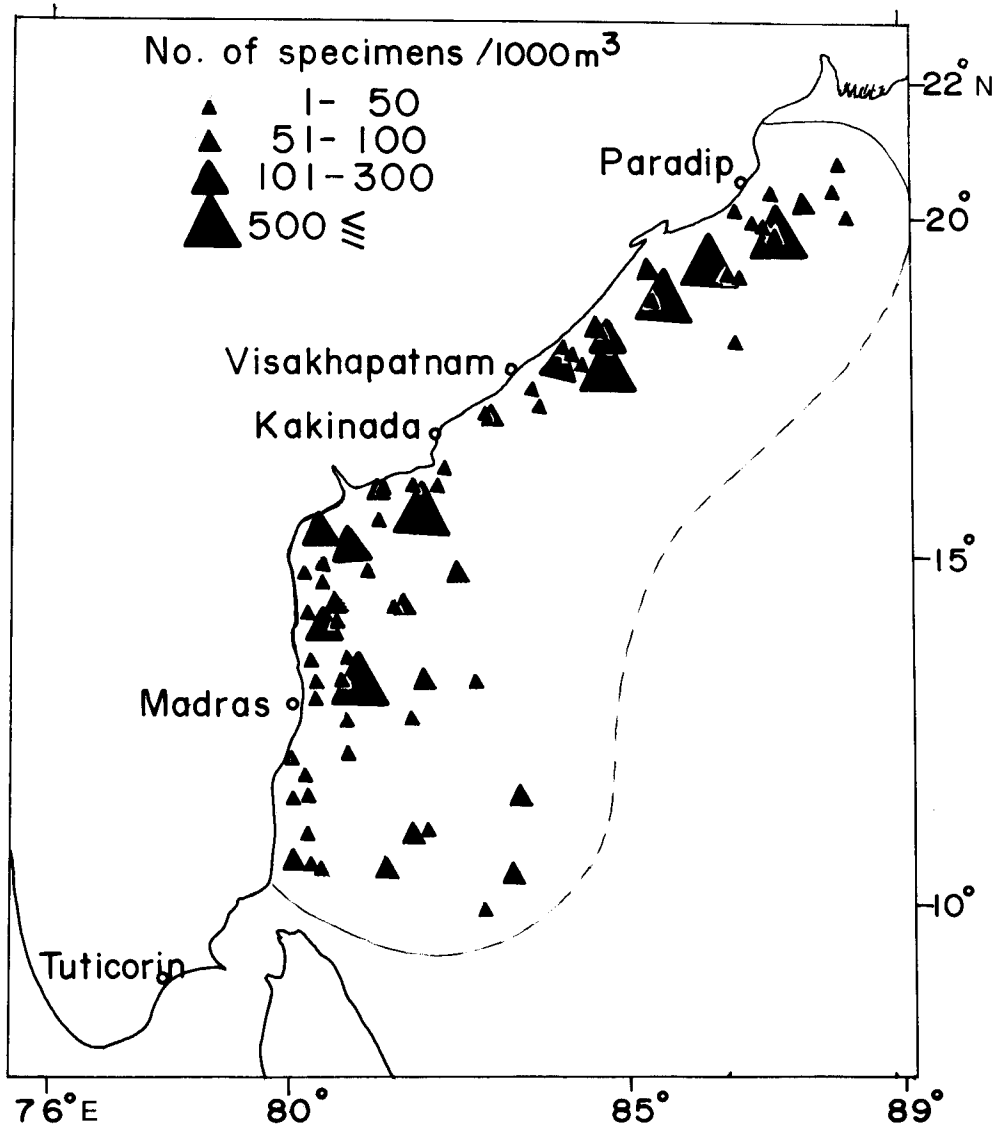 No. of specimens /1000m³
1- 50
51- 100
101-300
500 ≦
22° N
Paradip
20°
Visakhapatnam
Kakinada
15°
Madras
10°
Tuticorin
76°E 80° 85° 89°